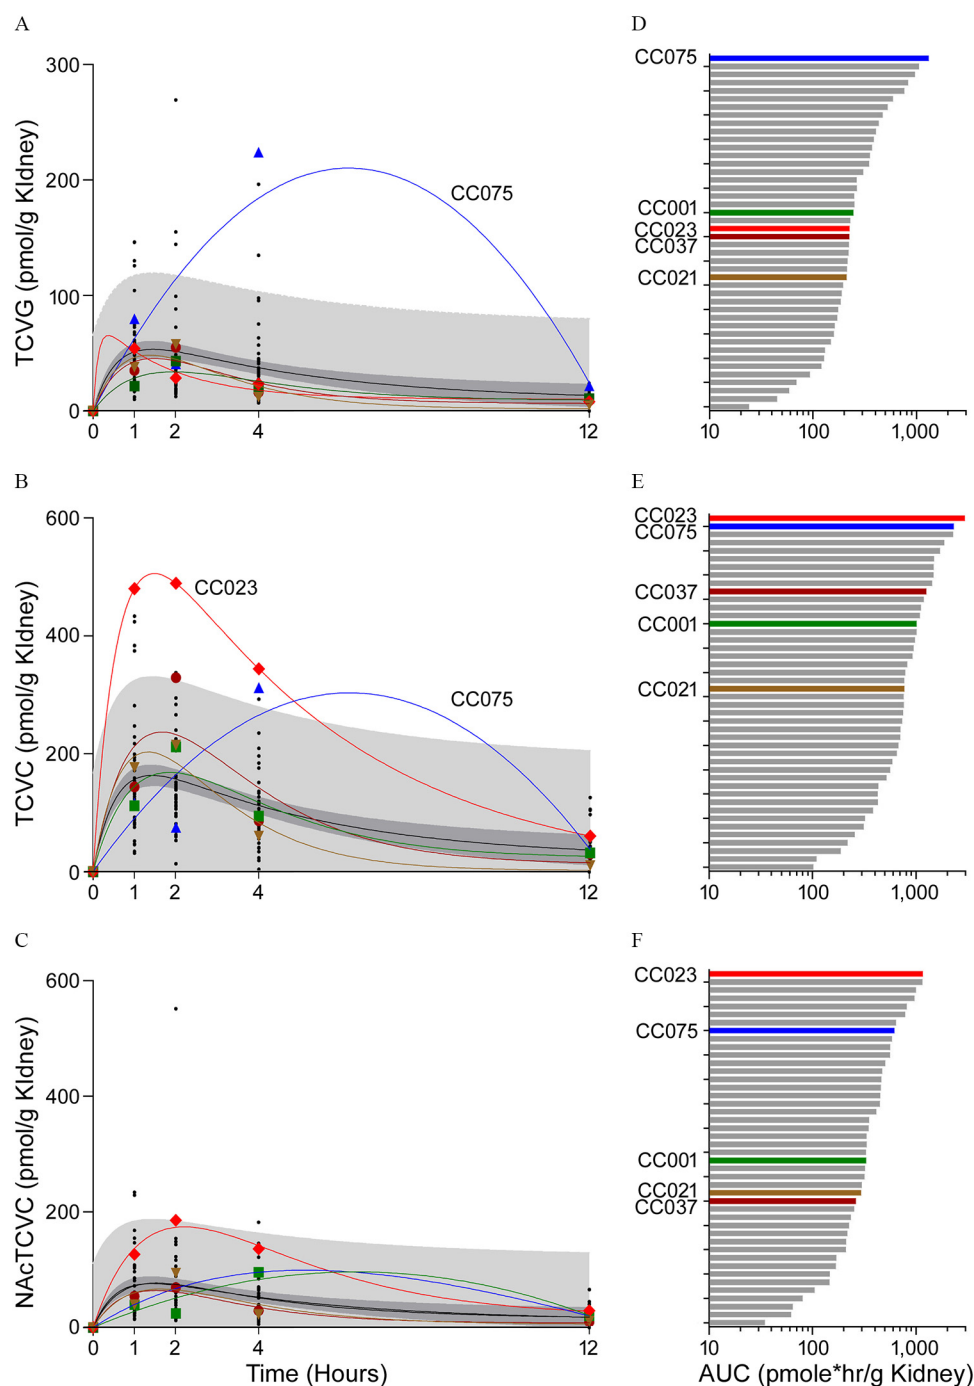 A
TCVG (pmol/g KIdney)
300
200
100
0
CC075
0 1 2 4 12
D
CC075
CC001
CC023
CC037
CC021
10 100 1,000
B
TCVC (pmol/g KIdney)
600
400
200
0
CC023
CC075
0 1 2 4 12
E
CC023
CC075
CC037
CC001
CC021
10 100 1,000
C
NAcTCVC (pmol/g KIdney)
600
400
200
0
0 1 2 4 12
Time (Hours)
F
CC023
CC075
CC001
CC021
CC037
10 100 1,000
AUC (pmole*hr/g Kidney)